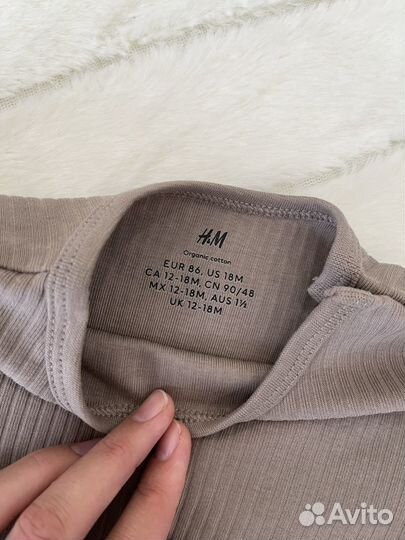 H&M
Organic cotton
EUR 86, US 18M
CA 12-18M, CN 90/48
MX 12-18M, AUS 1½
UK 12-18M
Avito